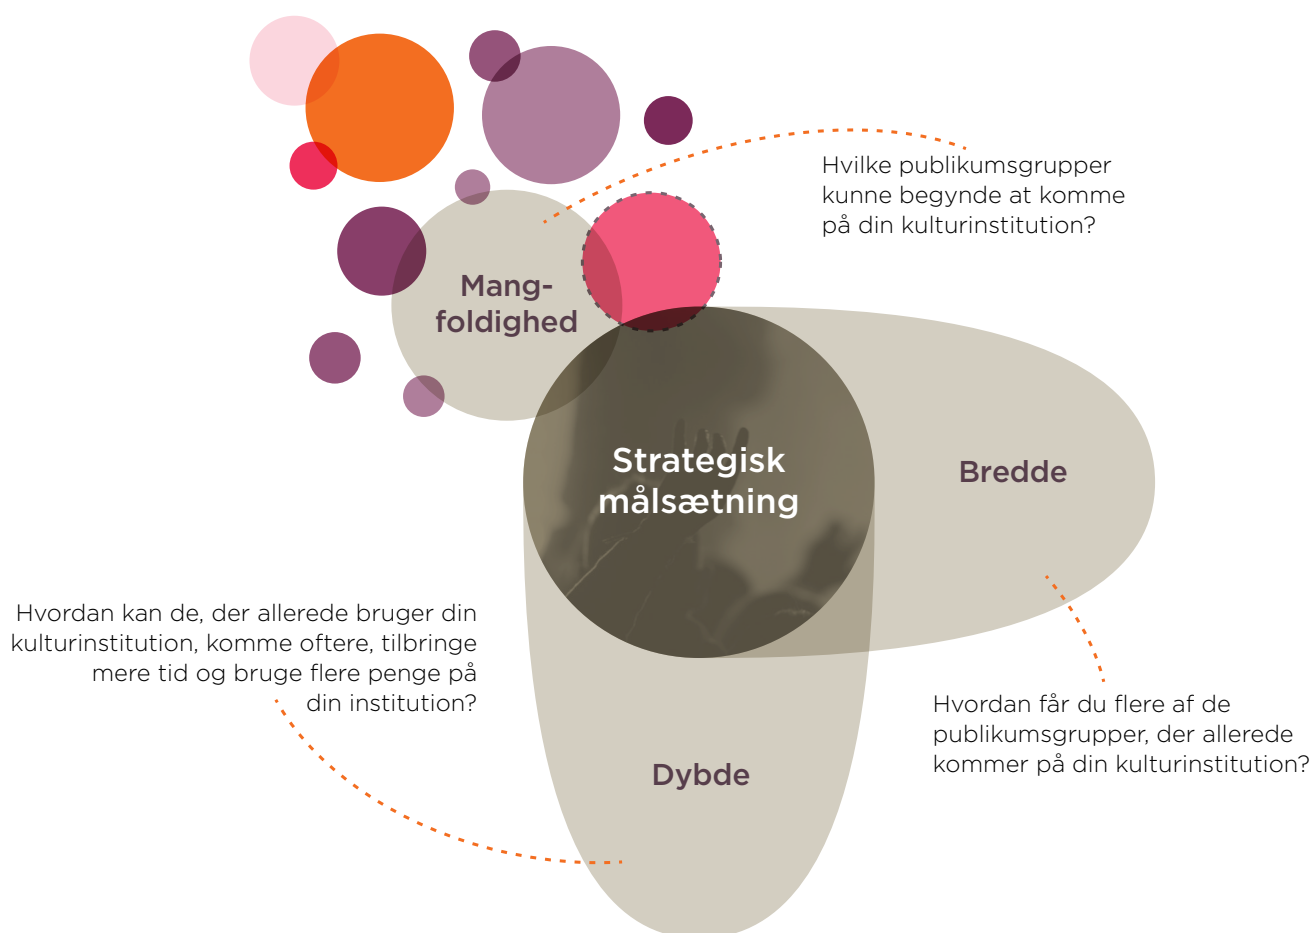 Hvilke publikumsgrupper
kunne begynde at komme
på din kulturinstitution?
Mang-
foldighed
Strategisk
målsætning
Bredde
Hvordan kan de, der allerede bruger din
kulturinstitution, komme oftere, tilbringe
mere tid og bruge flere penge på
din institution?
Hvordan får du flere af de
publikumsgrupper, der allerede
kommer på din kulturinstitution?
Dybde